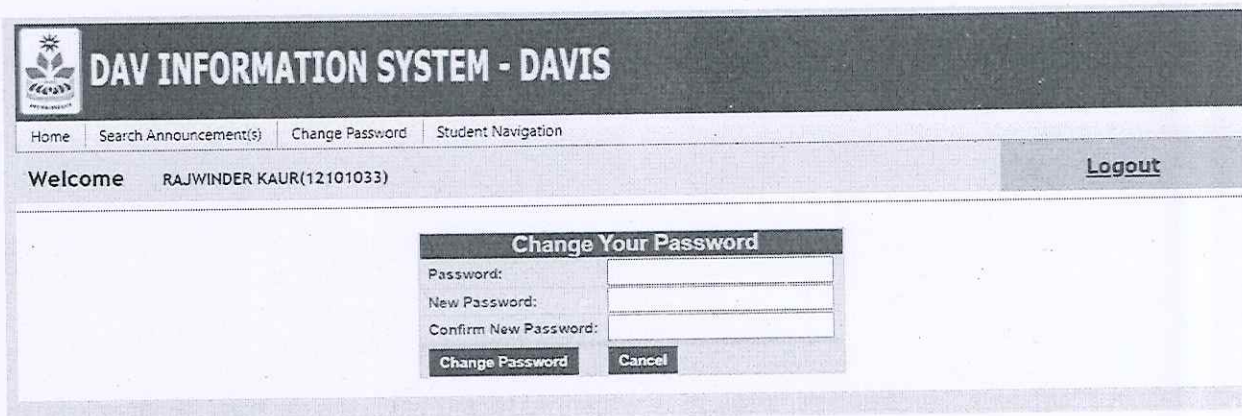 DAV INFORMATION SYSTEM - DAVIS
Home Search Announcement(s) Change Password Student Navigation
Welcome RAJWINDER KAUR(12101033) Logout
Change Your Password
Password:
New Password:
Confirm New Password:
Change Password Cancel